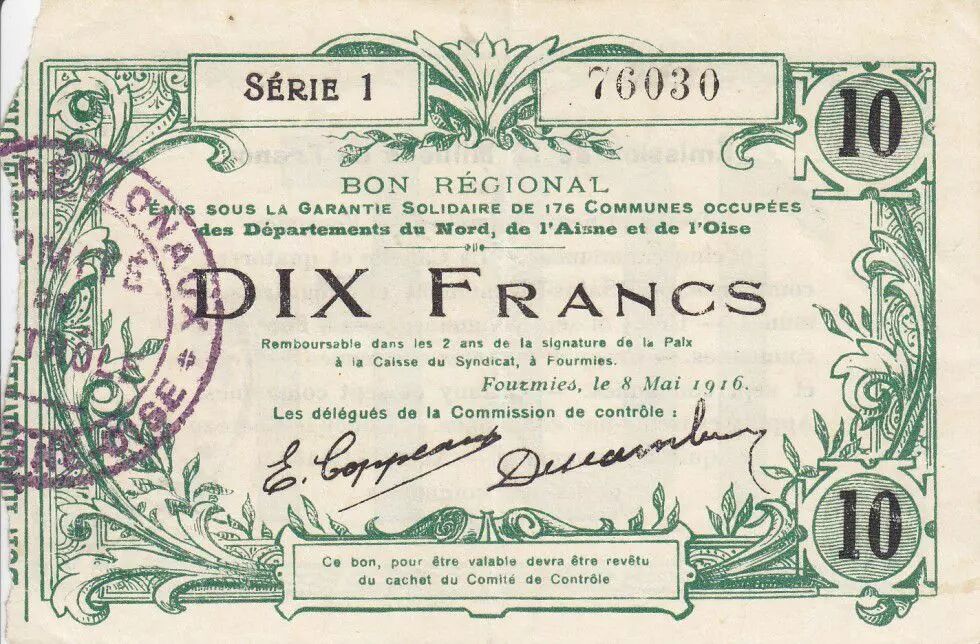 SÉRIE 1
76030
10
BON RÉGIONAL
ÉMIS SOUS LA GARANTIE SOLIDAIRE DE 176 COMMUNES OCCUPÉES
des Départements du Nord, de l'Aisne et de l'Oise
DIX FRANCS
Remboursable dans les 2 ans de la signature de la Paix
à la Caisse du Syndicat, à Fourmies.
Fourmies, le 8 Mai 1916.
Les délégués de la Commission de contrôle :
E. Coppeaux
10
Ce bon, pour être valable devra être revêtu
du cachet du Comité de Contrôle
OISE